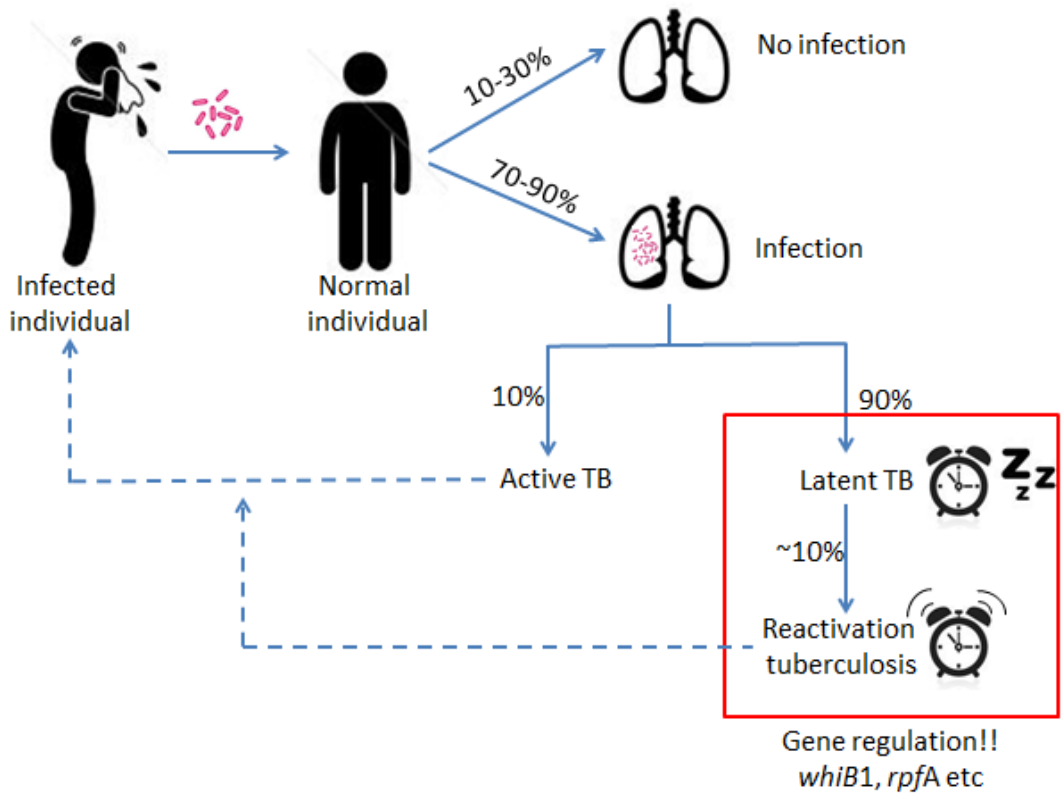 No infection
10-30%
70-90%
Infection
Infected
individual
Normal
individual
10%
90%
Active TB
Latent TB
Z
z
Z
~10%
Reactivation
tuberculosis
Gene regulation!!
whiB1, rpfA etc